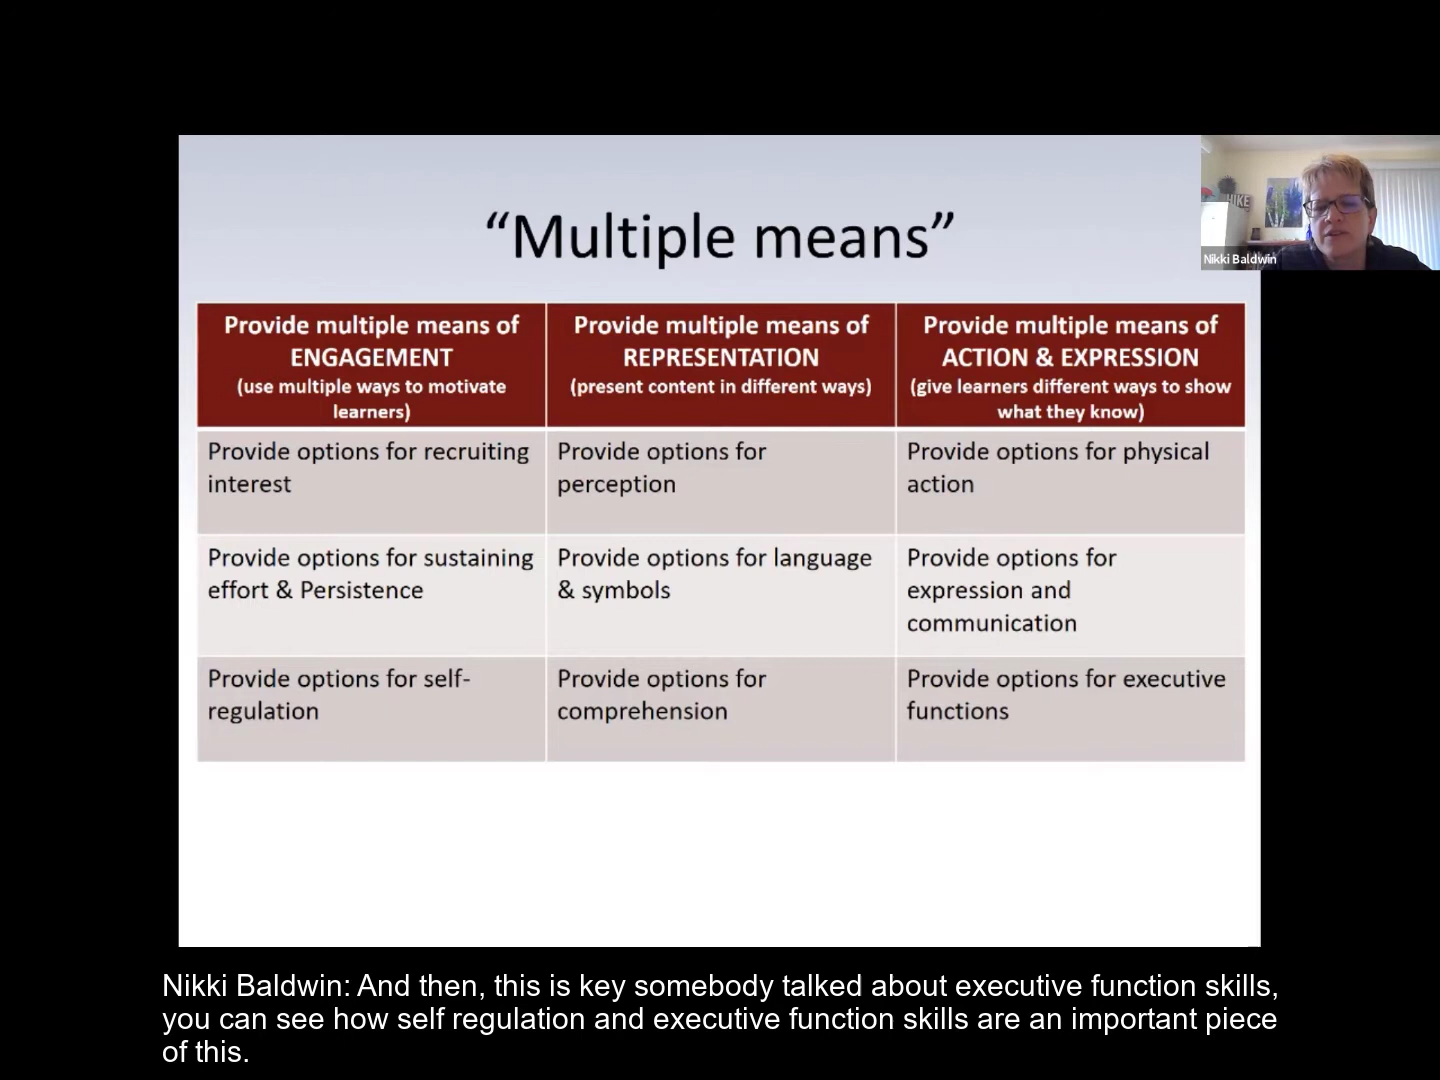 “Multiple means”
HIKE
Nikki Baldwin
Provide multiple means of
ENGAGEMENT
(use multiple ways to motivate
learners)
Provide multiple means of
REPRESENTATION
(present content in different ways)
Provide multiple means of
ACTION & EXPRESSION
(give learners different ways to show
what they know)
Provide options for recruiting
interest
Provide options for
perception
Provide options for physical
action
Provide options for sustaining
effort & Persistence
Provide options for language
& symbols
Provide options for
expression and
communication
Provide options for self-
regulation
Provide options for
comprehension
Provide options for executive
functions
Nikki Baldwin: And then, this is key somebody talked about executive function skills,
you can see how self regulation and executive function skills are an important piece
of this.